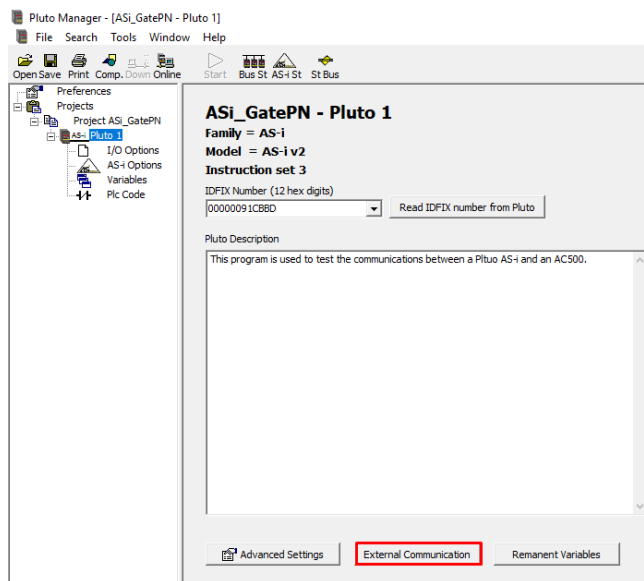 Pluto Manager - [ASi_GatePN - Pluto 1]
File Search Tools Window Help
Open Save Print Comp. Down Online Start Bus St AS-i St St Bus
Preferences
Projects
Project ASi_GatePN
AS-i Pluto 1
I/O Options
AS-i Options
Variables
Plc Code
ASi_GatePN - Pluto 1
Family = AS-i
Model = AS-i v2
Instruction set 3
IDFIX Number (12 hex digits)
00000091CBBD
Read IDFIX number from Pluto
Pluto Description
This program is used to test the communications between a Pltuo AS-i and an AC500.
Advanced Settings External Communication Remanent Variables